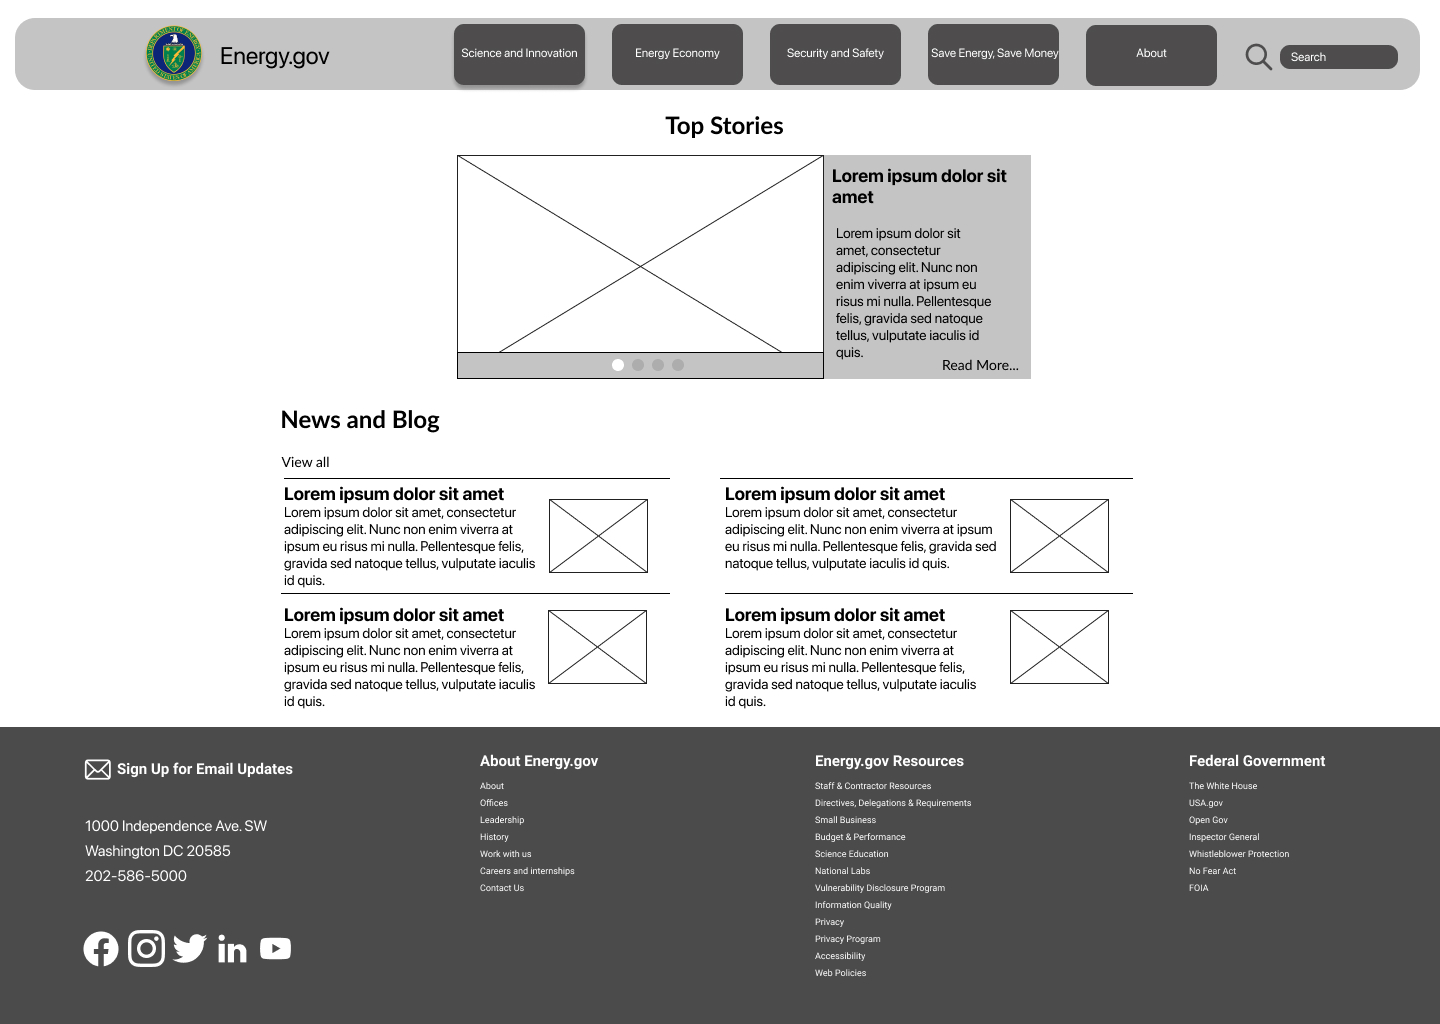 Energy.gov
Science and Innovation
Energy Economy
Security and Safety
Save Energy, Save Money
About
Search
Top Stories
Lorem ipsum dolor sit
amet
Lorem ipsum dolor sit
amet, consectetur
adipiscing elit. Nunc non
enim viverra at ipsum eu
risus mi nulla. Pellentesque
felis, gravida sed natoque
tellus, vulputate iaculis id
quis.
Read More...
News and Blog
View all
Lorem ipsum dolor sit amet
Lorem ipsum dolor sit amet, consectetur
adipiscing elit. Nunc non enim viverra at
ipsum eu risus mi nulla. Pellentesque felis,
gravida sed natoque tellus, vulputate iaculis
id quis.
Lorem ipsum dolor sit amet
Lorem ipsum dolor sit amet, consectetur
adipiscing elit. Nunc non enim viverra at ipsum
eu risus mi nulla. Pellentesque felis, gravida sed
natoque tellus, vulputate iaculis id quis.
Lorem ipsum dolor sit amet
Lorem ipsum dolor sit amet, consectetur
adipiscing elit. Nunc non enim viverra at
ipsum eu risus mi nulla. Pellentesque felis,
gravida sed natoque tellus, vulputate iaculis
id quis.
Lorem ipsum dolor sit amet
Lorem ipsum dolor sit amet, consectetur
adipiscing elit. Nunc non enim viverra at
ipsum eu risus mi nulla. Pellentesque felis,
gravida sed natoque tellus, vulputate iaculis
id quis.
Sign Up for Email Updates
1000 Independence Ave. SW
Washington DC 20585
202-586-5000
About Energy.gov
About
Offices
Leadership
History
Work with us
Careers and internships
Contact Us
Energy.gov Resources
Staff & Contractor Resources
Directives, Delegations & Requirements
Small Business
Budget & Performance
Science Education
National Labs
Vulnerability Disclosure Program
Information Quality
Privacy
Privacy Program
Accessibility
Web Policies
Federal Government
The White House
USA.gov
Open Gov
Inspector General
Whistleblower Protection
No Fear Act
FOIA